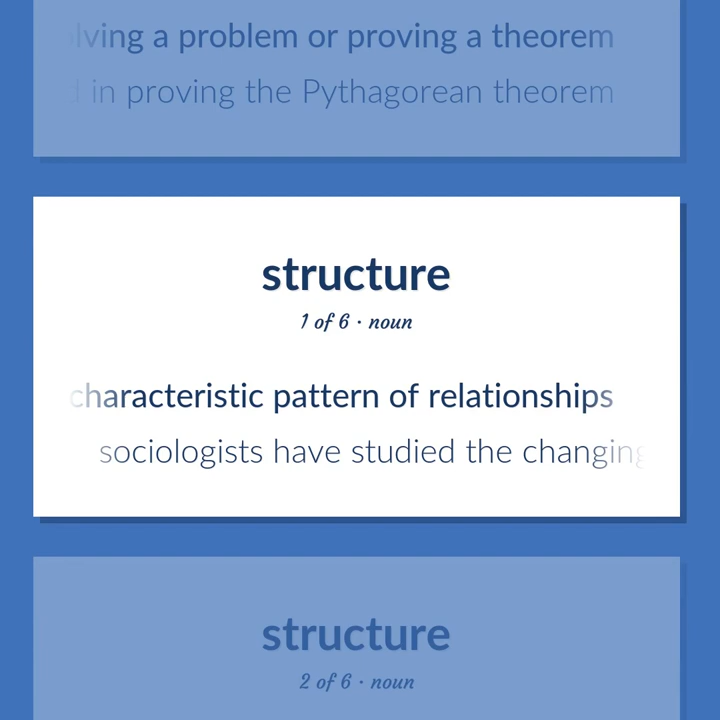 a problem or proving a theorem
in proving the Pythagorean theorem
structure
1 of 6 · noun
characteristic pattern of relationships
sociologists have studied the changing
structure
2 of 6 · noun